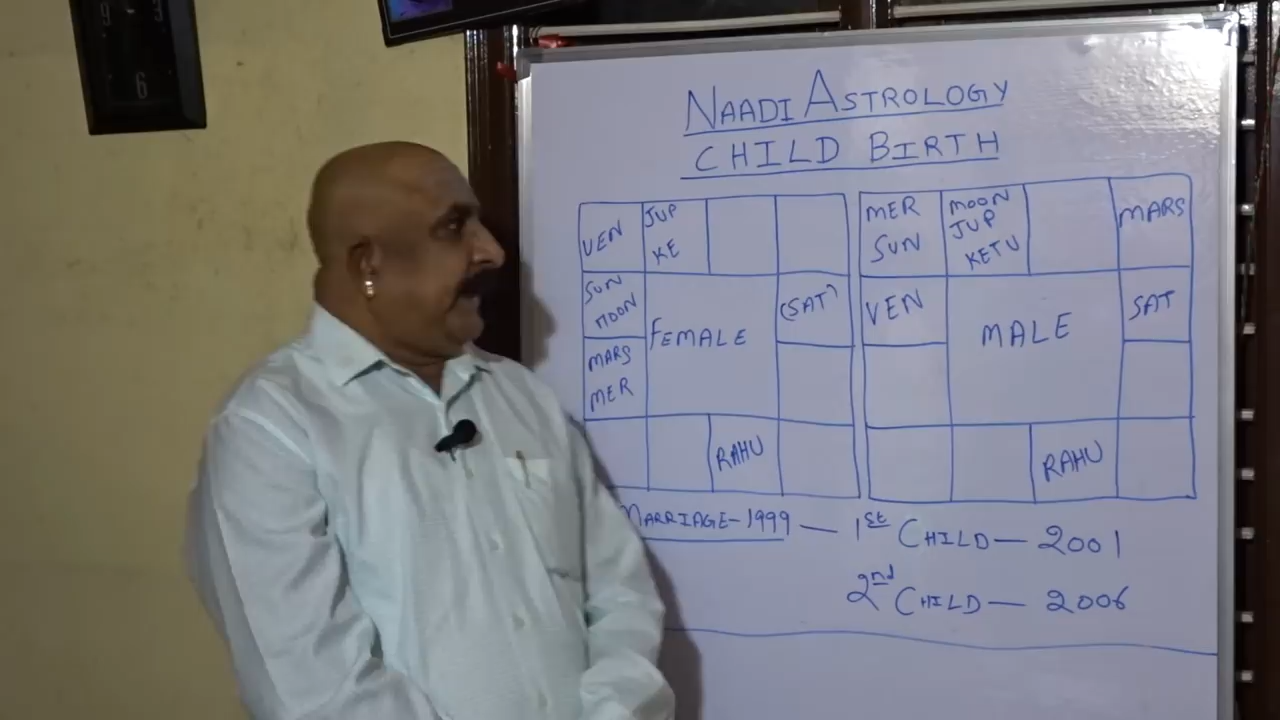 6
NAADI ASTROLOGY
CHILD BIRTH
VEN
JUP
KE
SUN
MOON
(SAT)
FEMALE
MARS
MER
RAHU
MER
SUN
MOON
JUP
KETU
MARS
VEN
MALE
SAT
RAHU
MARRIAGE-1999 — 1st CHILD — 2001
2nd CHILD — 2006